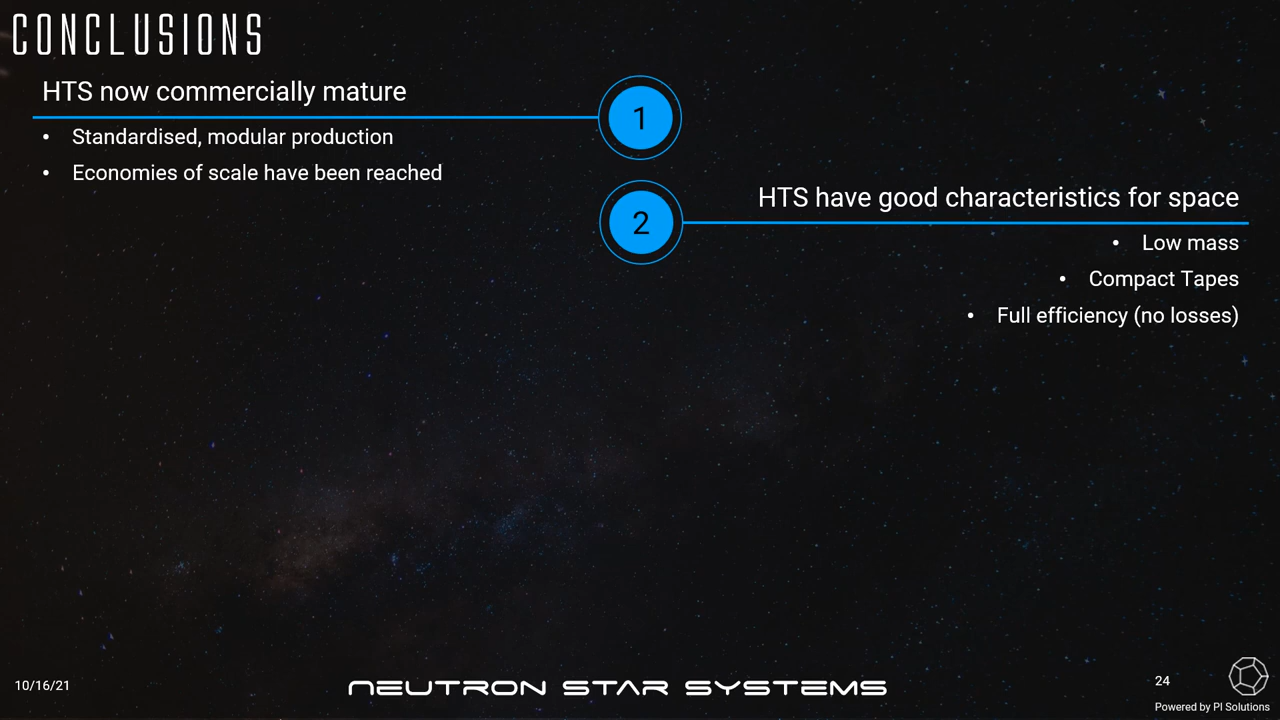 CONCLUSIONS
HTS now commercially mature
1
• Standardised, modular production
• Economies of scale have been reached
HTS have good characteristics for space
2
• Low mass
• Compact Tapes
• Full efficiency (no losses)
10/16/21
NEUTRON STAR SYSTEMS
24
Powered by PI Solutions